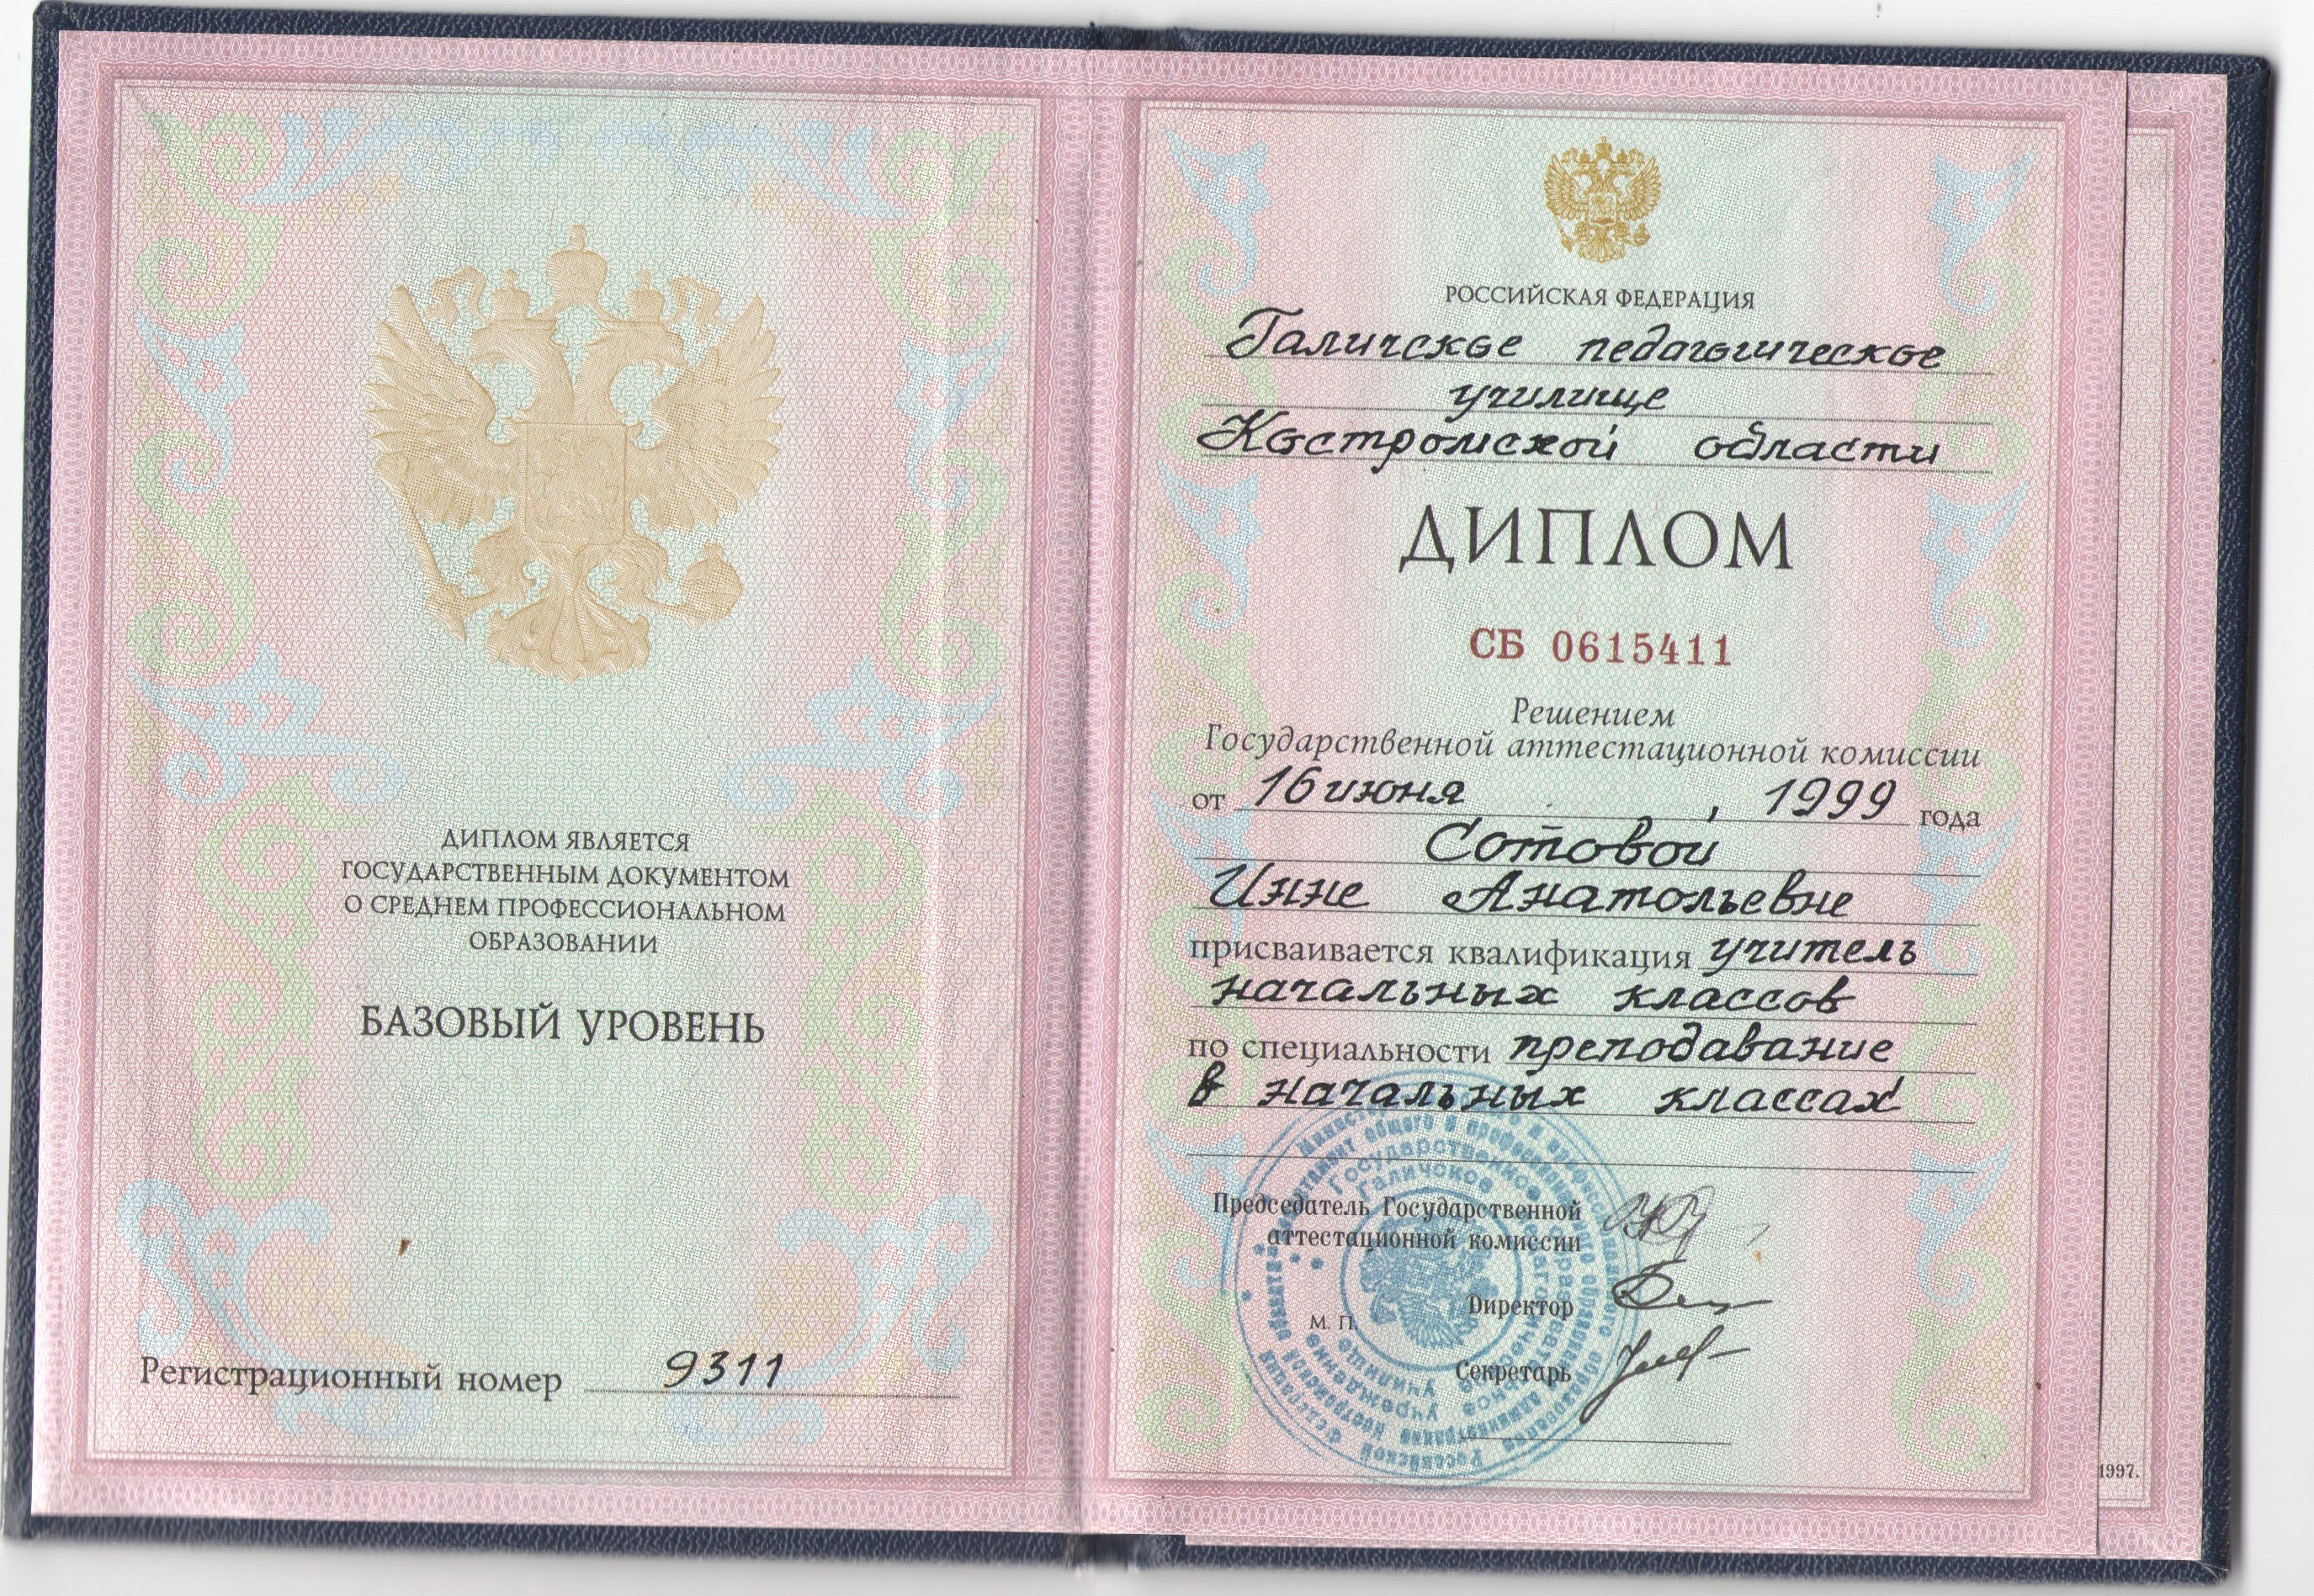 ДИПЛОМ ЯВЛЯЕТСЯ
ГОСУДАРСТВЕННЫМ ДОКУМЕНТОМ
О СРЕДНЕМ ПРОФЕССИОНАЛЬНОМ
ОБРАЗОВАНИИ
БАЗОВЫЙ УРОВЕНЬ
Регистрационный номер 9311
РОССИЙСКАЯ ФЕДЕРАЦИЯ
Галичское педагогическое
училище
Костромской области
ДИПЛОМ
СБ 0615411
Решением
Государственной аттестационной комиссии
от 16 июня, 1999 года
Сотовой
Инне Анатольевне
присваивается квалификация учитель
начальных классов
по специальности преподавание
в начальных классах
Председатель Государственной
аттестационной комиссии
Директор
М. П.
Секретарь
1997.